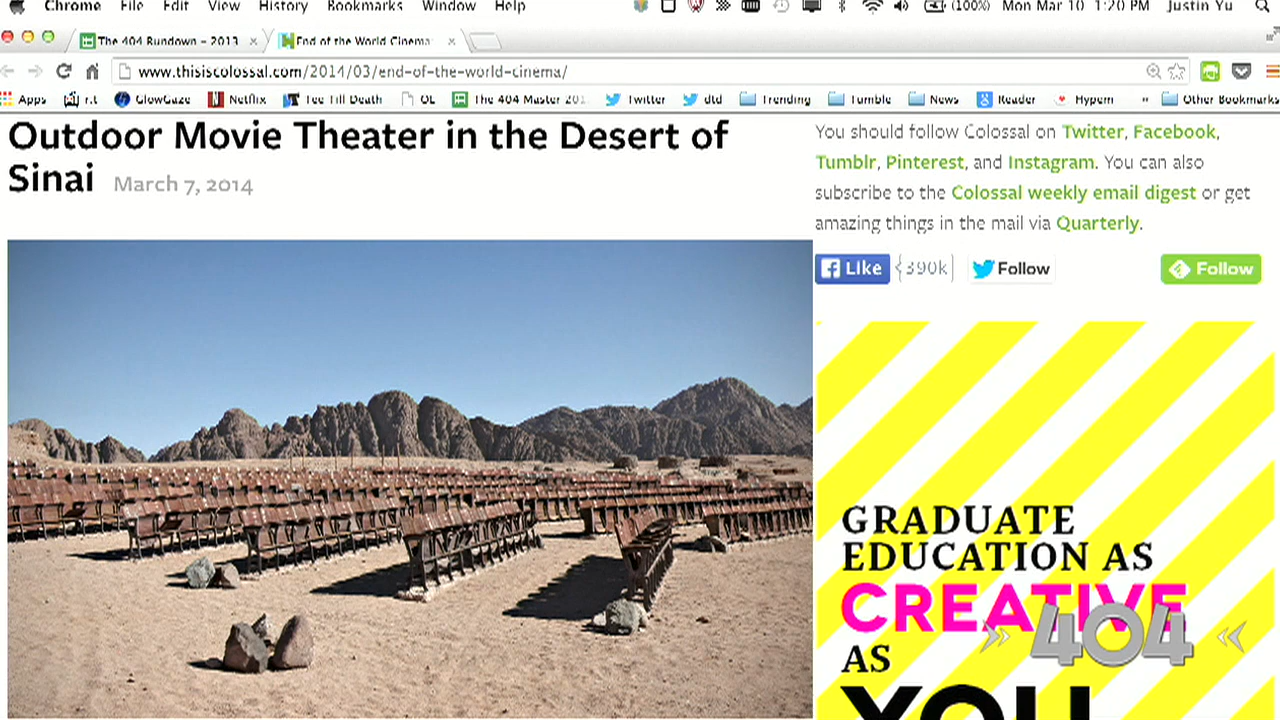 Chrome File Edit View History Bookmarks Window Help (100%) Mon Mar 10 1:20 PM Justin Yu
The 404 Rundown – 2013 End of the World Cinema
www.thisiscolossal.com/2014/03/end-of-the-world-cinema/
Apps r.t GlowGaze Netflix Tee Till Death OL The 404 Master 201 Twitter dtd Trending Tumble News Reader Hypem » Other Bookmarks
Outdoor Movie Theater in the Desert of
Sinai March 7, 2014
You should follow Colossal on Twitter, Facebook,
Tumblr, Pinterest, and Instagram. You can also
subscribe to the Colossal weekly email digest or get
amazing things in the mail via Quarterly.
Like 390k Follow Follow
GRADUATE
EDUCATION AS
CREATIVE
AS
YOU
404